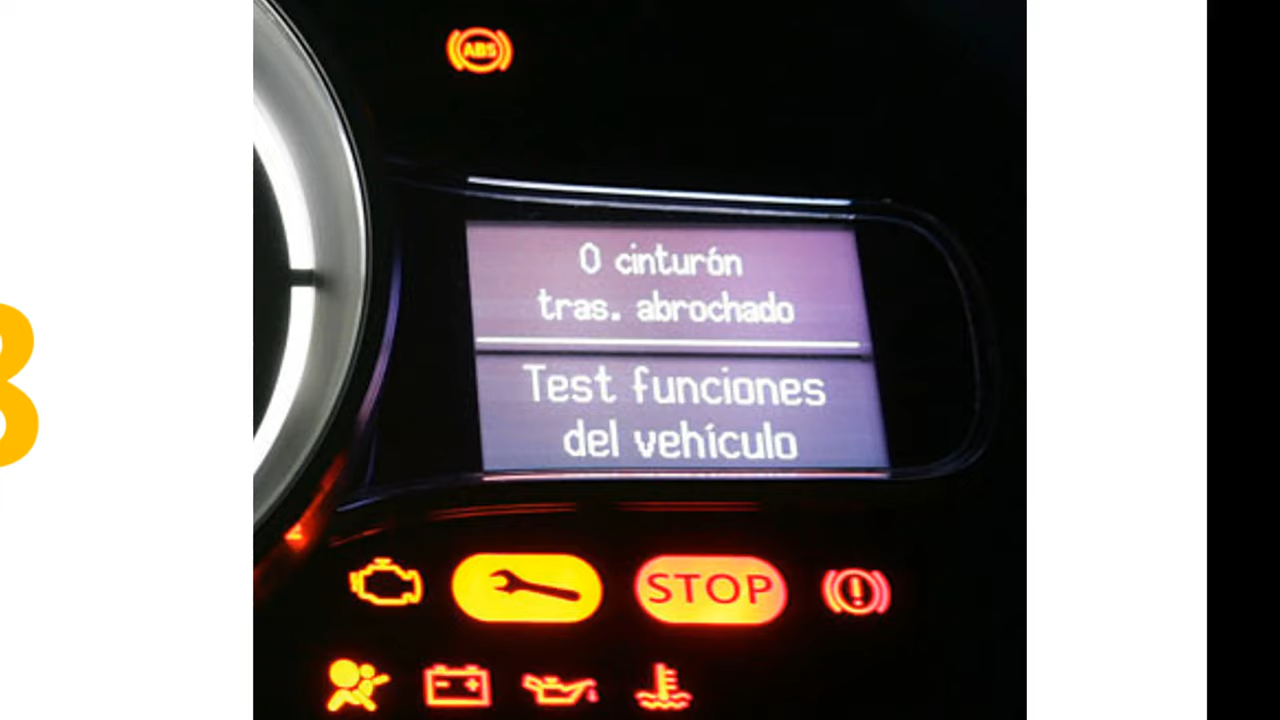 ABS
0 cinturón
tras. abrochado
Test funciones
del vehículo
STOP